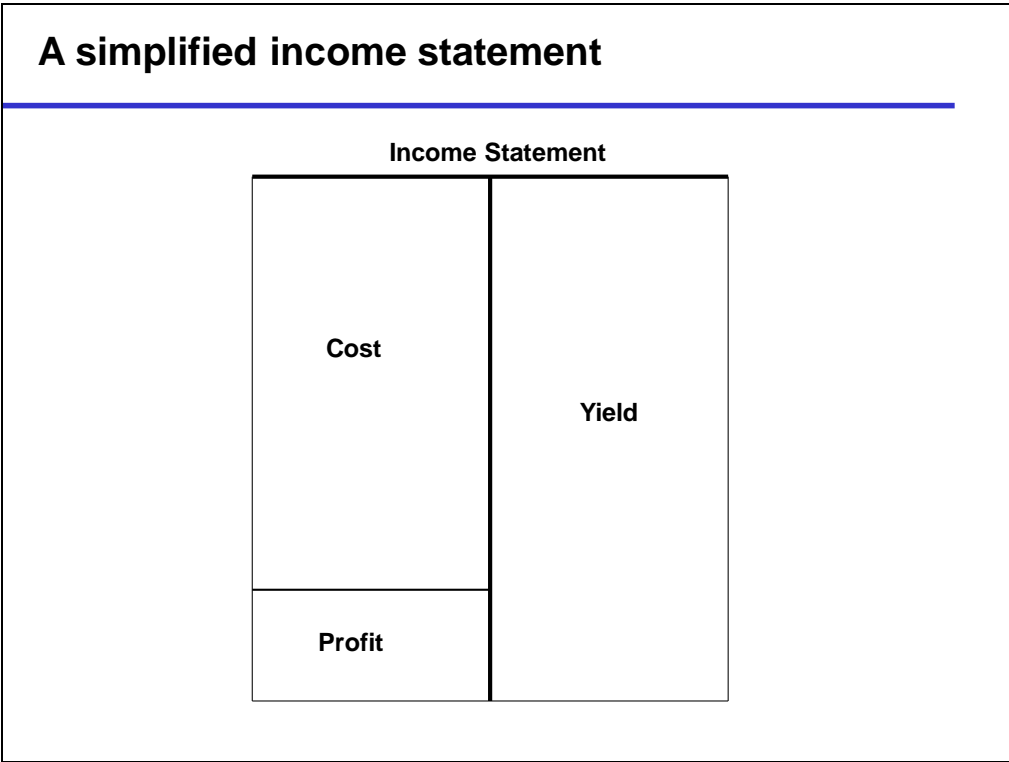 A simplified income statement
Income Statement
Cost
Yield
Profit